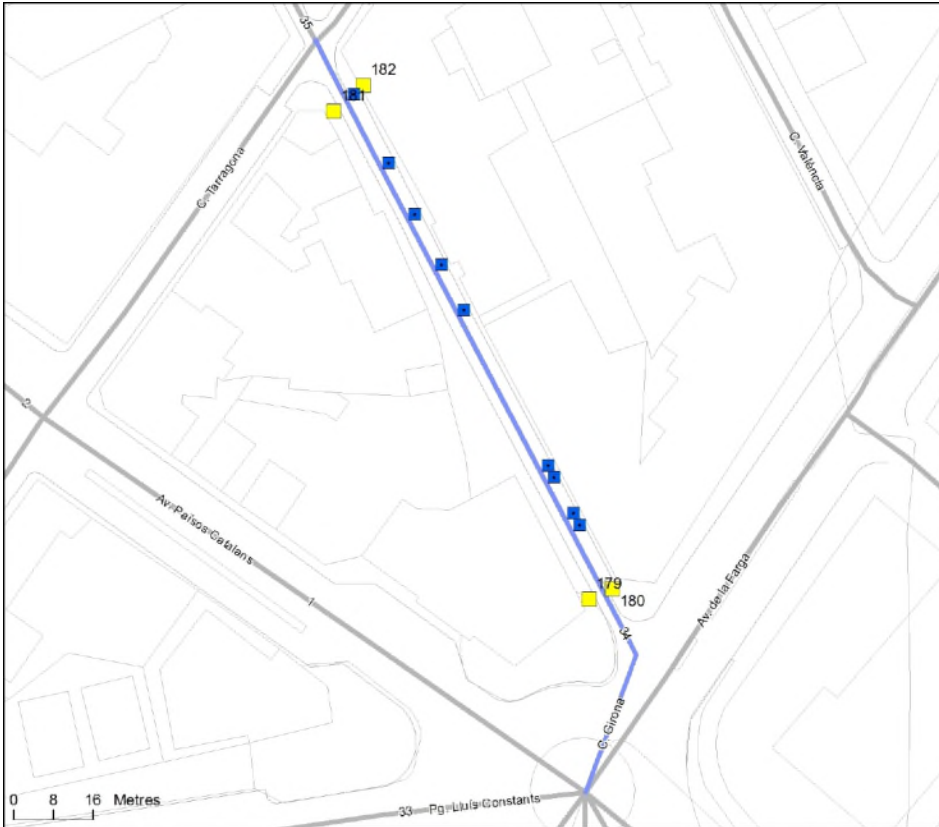 35
182
181
C. Tarragona
C. València
2
Av. Països Catalans
1
179
180
34
Av. de la Farga
C. Girona
0 8 16 Metres
33 Pg. Lluís Constants